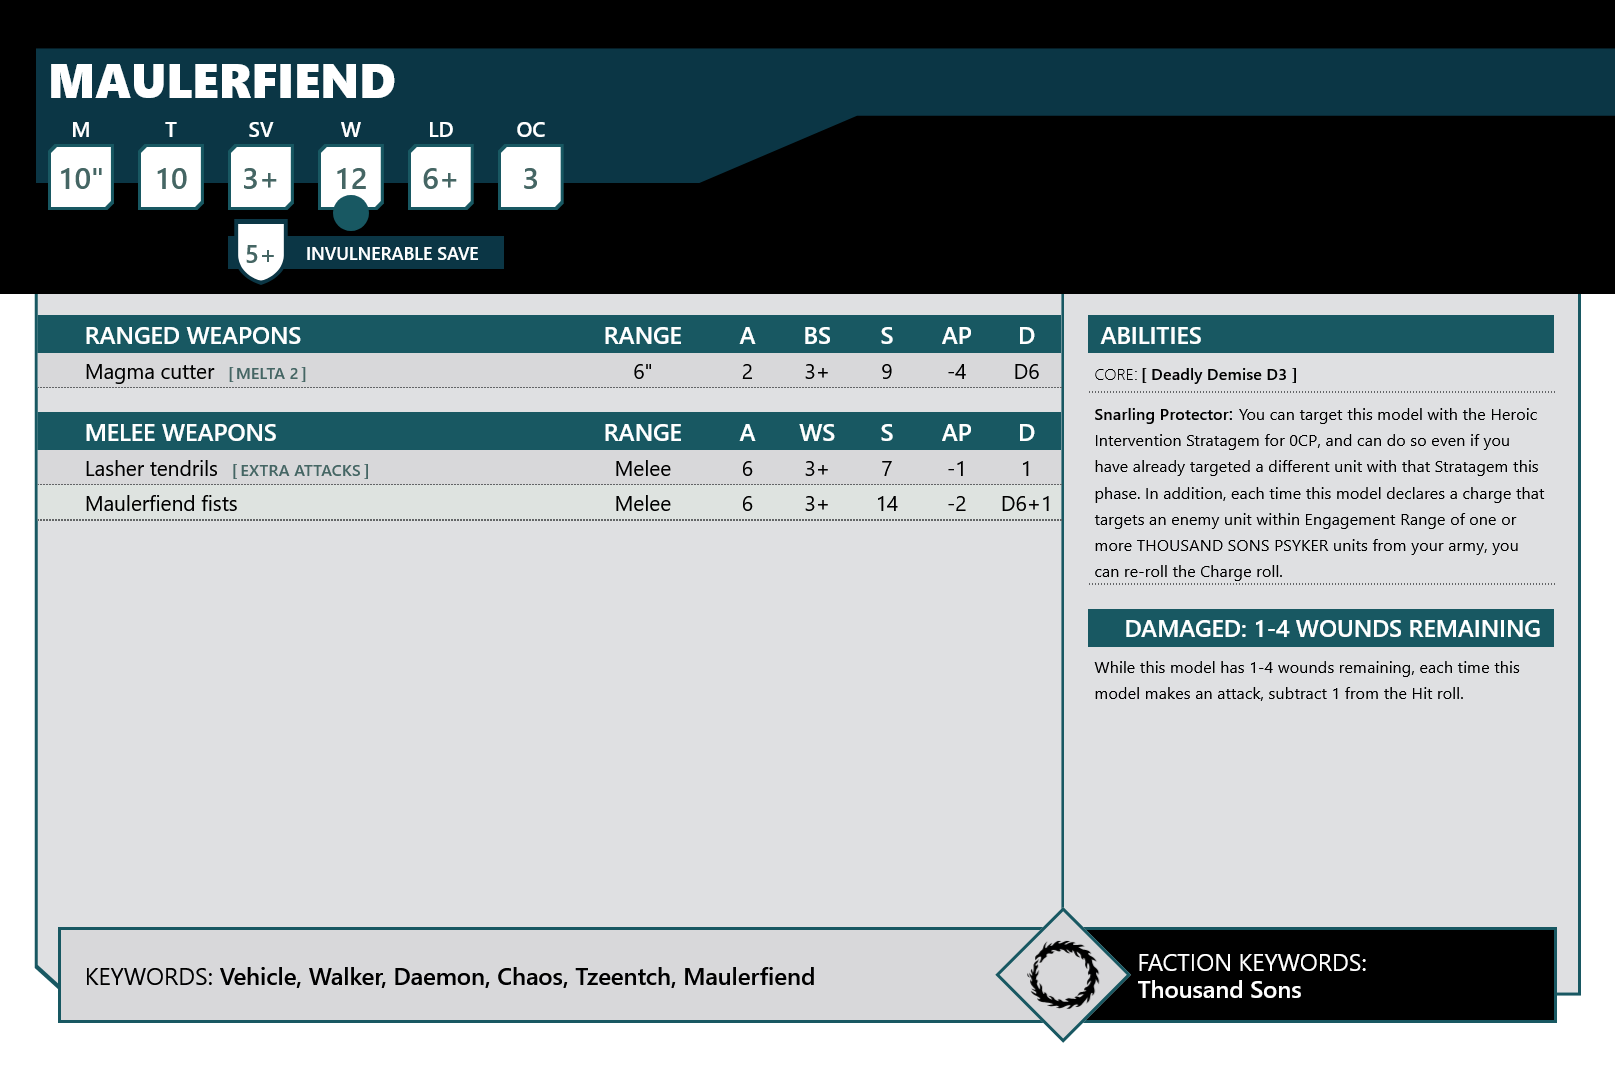 MAULERFIEND
M T SV W LD OC
10" 10 3+ 12 6+ 3
5+ INVULNERABLE SAVE
RANGED WEAPONS RANGE A BS S AP D
Magma cutter [MELTA 2] 6" 2 3+ 9 -4 D6
MELEE WEAPONS RANGE A WS S AP D
Lasher tendrils [EXTRA ATTACKS] Melee 6 3+ 7 -1 1
Maulerfiend fists Melee 6 3+ 14 -2 D6+1
ABILITIES
CORE: [ Deadly Demise D3 ]
Snarling Protector: You can target this model with the Heroic
Intervention Stratagem for 0CP, and can do so even if you
have already targeted a different unit with that Stratagem this
phase. In addition, each time this model declares a charge that
targets an enemy unit within Engagement Range of one or
more THOUSAND SONS PSYKER units from your army, you
can re-roll the Charge roll.
DAMAGED: 1-4 WOUNDS REMAINING
While this model has 1-4 wounds remaining, each time this
model makes an attack, subtract 1 from the Hit roll.
KEYWORDS: Vehicle, Walker, Daemon, Chaos, Tzeentch, Maulerfiend
FACTION KEYWORDS:
Thousand Sons